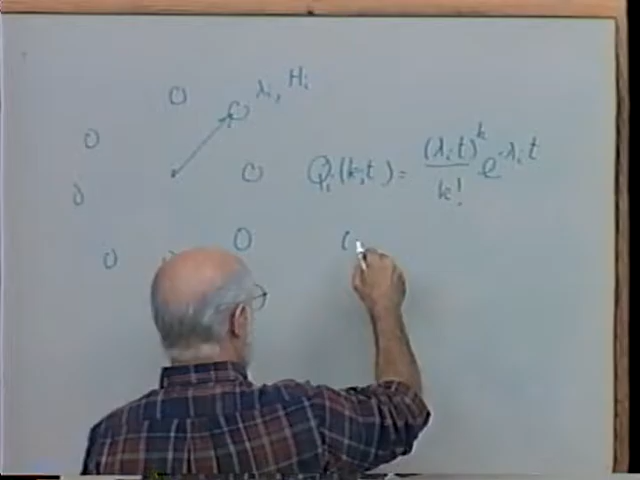 λᵢ, Hᵢ
Qᵢ(k,t) = (λᵢt)^k / k! e^-λᵢt